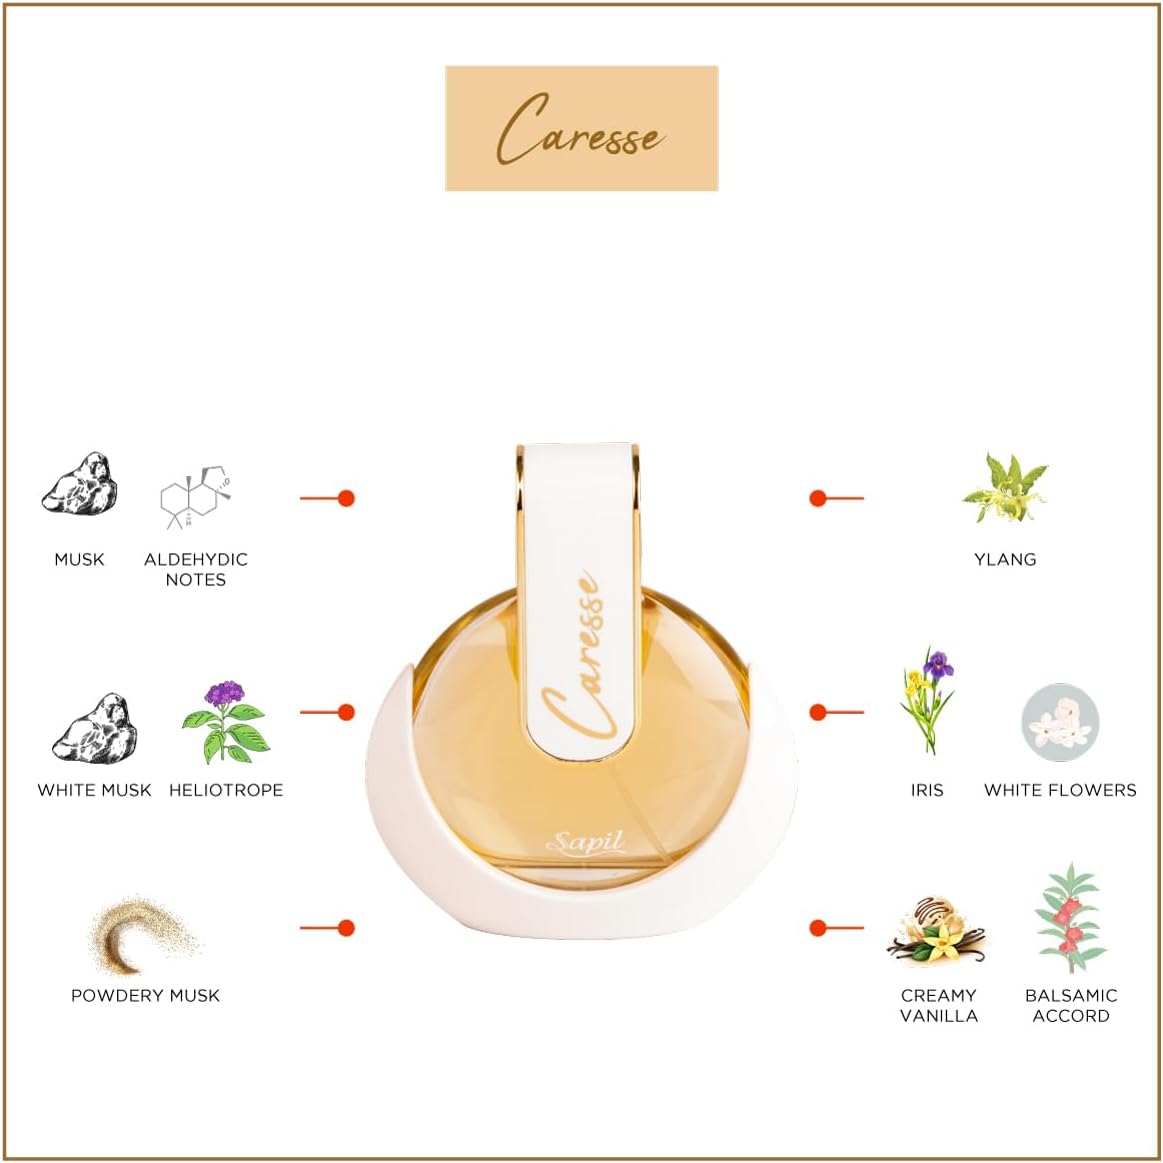 Caresse
MUSK
ALDEHYDIC
NOTES
YLANG
Caresse
WHITE MUSK
HELIOTROPE
IRIS
WHITE FLOWERS
Sapil
POWDERY MUSK
CREAMY
VANILLA
BALSAMIC
ACCORD